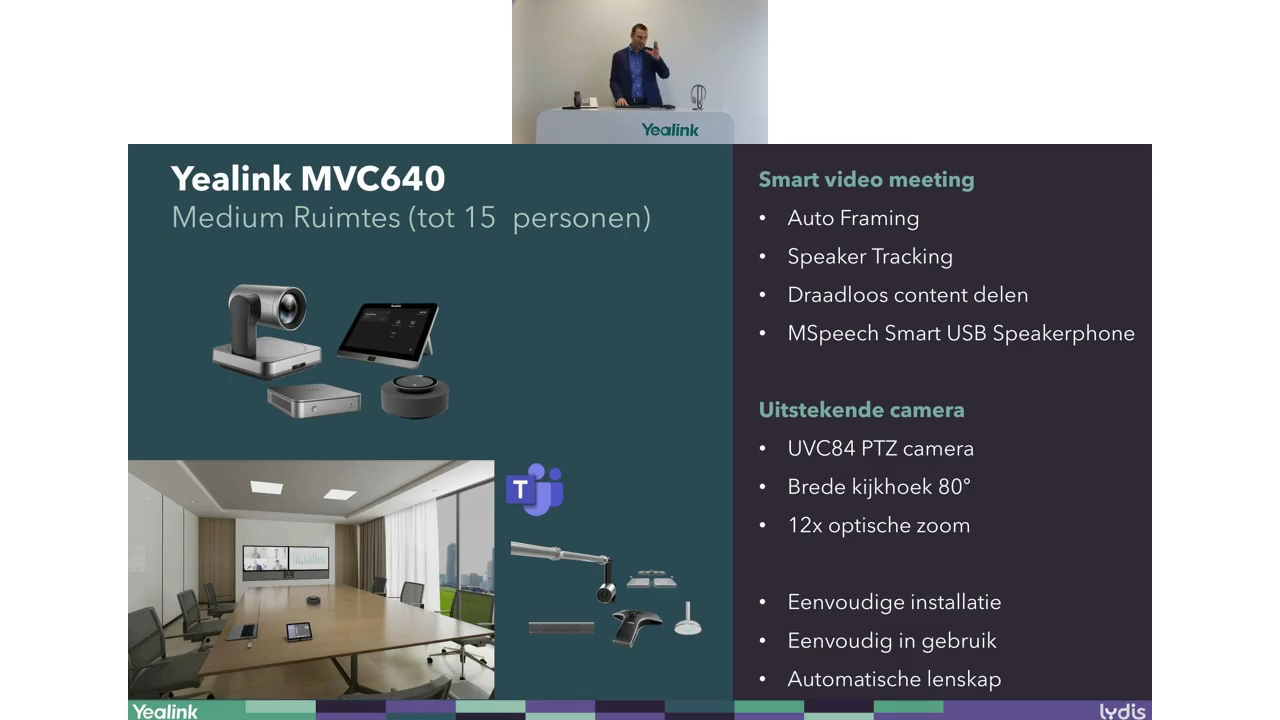 Yealink
Yealink MVC640
Medium Ruimtes (tot 15 personen)
Smart video meeting
• Auto Framing
• Speaker Tracking
• Draadloos content delen
• MSpeech Smart USB Speakerphone
Uitstekende camera
• UVC84 PTZ camera
• Brede kijkhoek 80°
• 12x optische zoom
• Eenvoudige installatie
• Eenvoudig in gebruik
• Automatische lenskap
T
Yealink
lydis